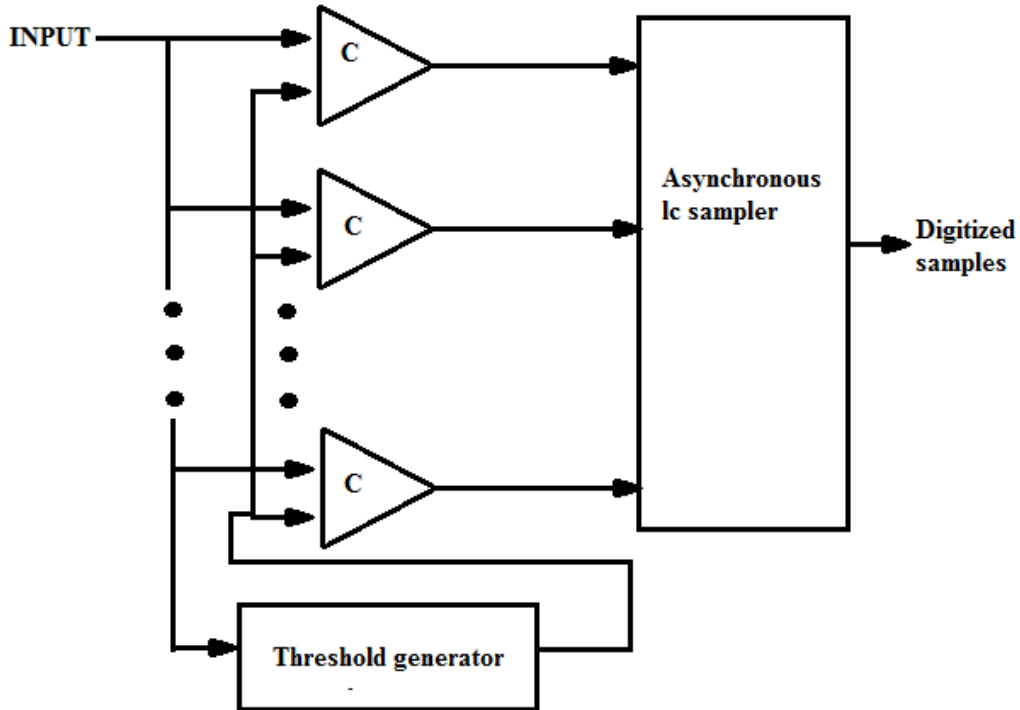 INPUT
C
C
C
Asynchronous
lc sampler
Digitized
samples
Threshold generator